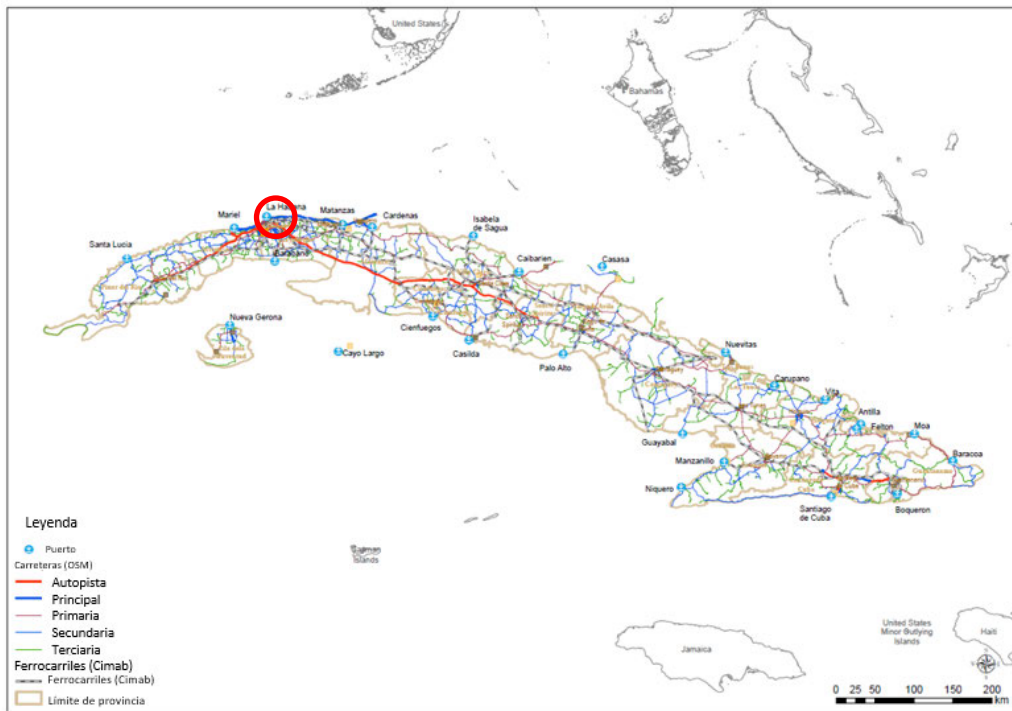 United States
Bahamas
La Habana
Mariel
Matanzas
Cardenas
Isabela
de Sagua
Santa Lucia
Batabano
Caibarien
Casasa
Nueva Gerona
Cienfuegos
Cayo Largo
Casilda
Palo Alto
Nuevitas
Carupano
Vita
Antilla
Felton
Moa
Guayabal
Manzanillo
Baracoa
Niquero
Santiago
de Cuba
Boqueron
Cayman
Islands
Jamaica
United States
Minor Outlying
Islands
Haiti
Leyenda
Puerto
Carreteras (OSM)
Autopista
Principal
Primaria
Secundaria
Terciaria
Ferrocarriles (Cimab)
Ferrocarriles (Cimab)
Límite de provincia
0 25 50 100 150 200
km